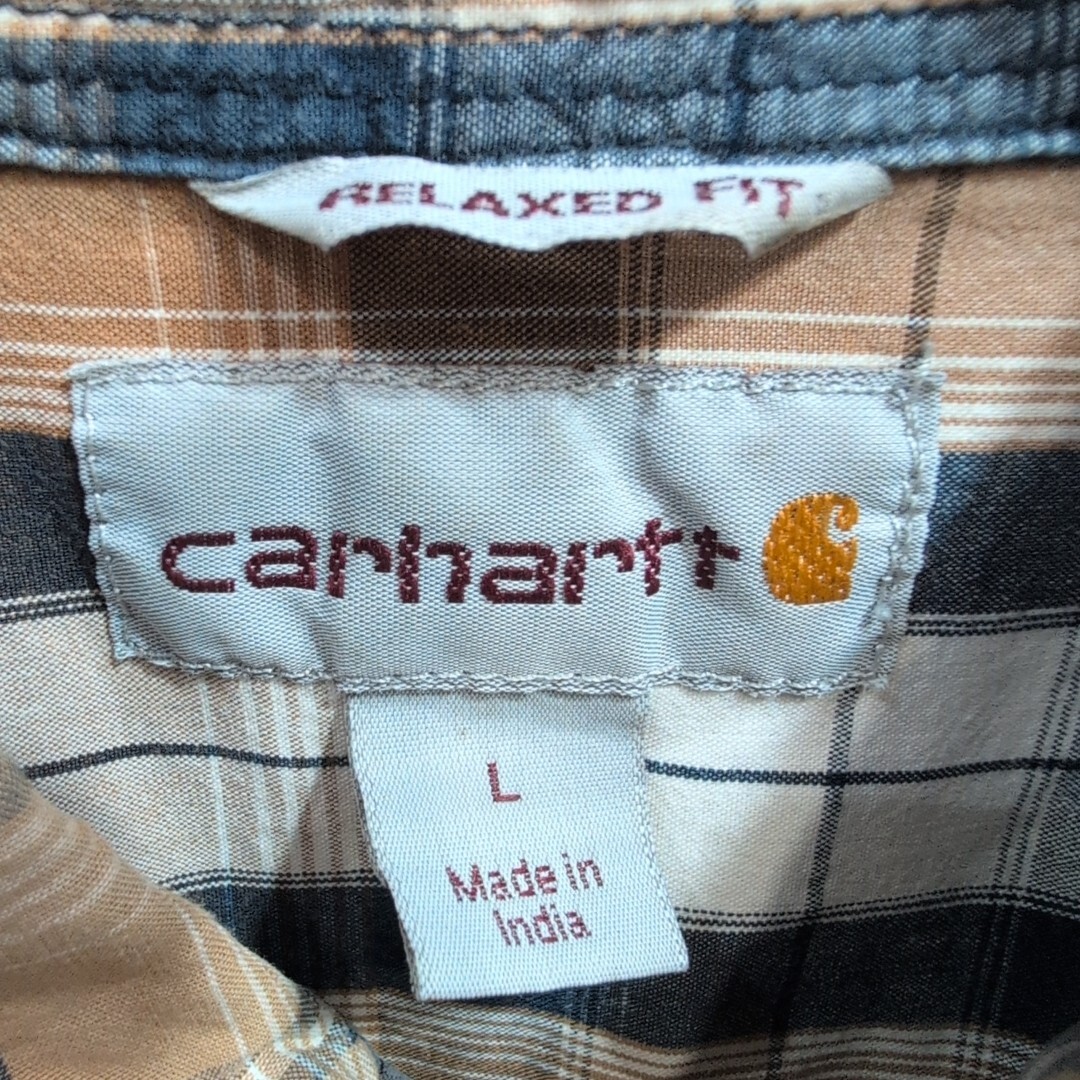 RELAXED FIT
carhartt
L
Made in
India